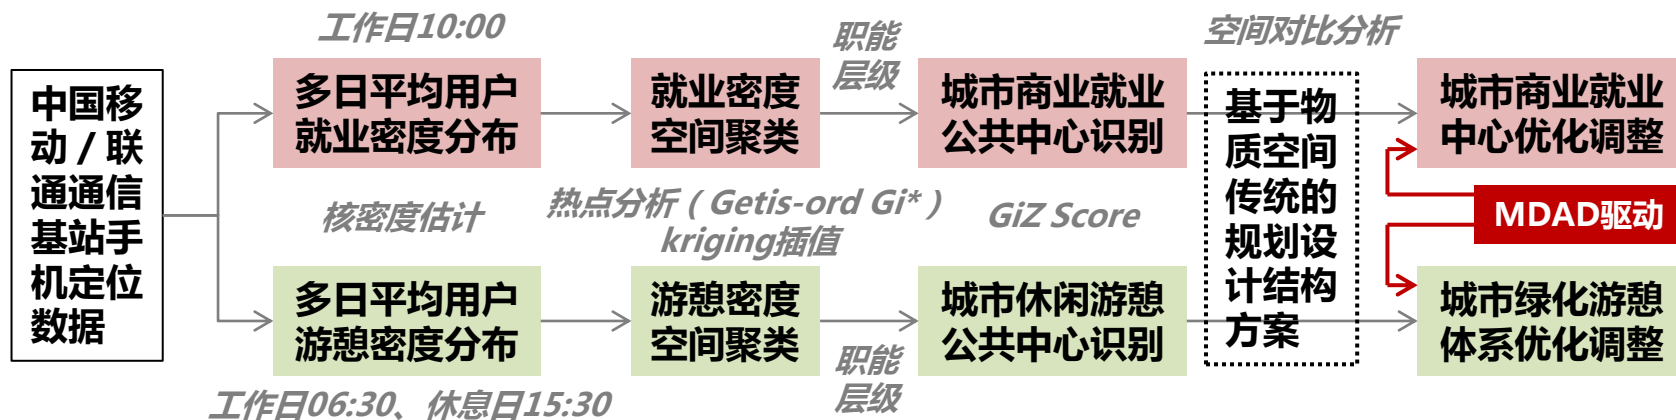 工作日10:00
职能
层级
空间对比分析
中国移
动 / 联
通通信
基站手
机定位
数据
多日平均用户
就业密度分布
就业密度
空间聚类
城市商业就业
公共中心识别
基于物
质空间
传统的
规划设
计结构
方案
城市商业就业
中心优化调整
核密度估计
热点分析（Getis-ord Gi*）
kriging插值
GiZ Score
MDAD驱动
多日平均用户
游憩密度分布
游憩密度
空间聚类
城市休闲游憩
公共中心识别
城市绿化游憩
体系优化调整
职能
层级
工作日06:30、休息日15:30